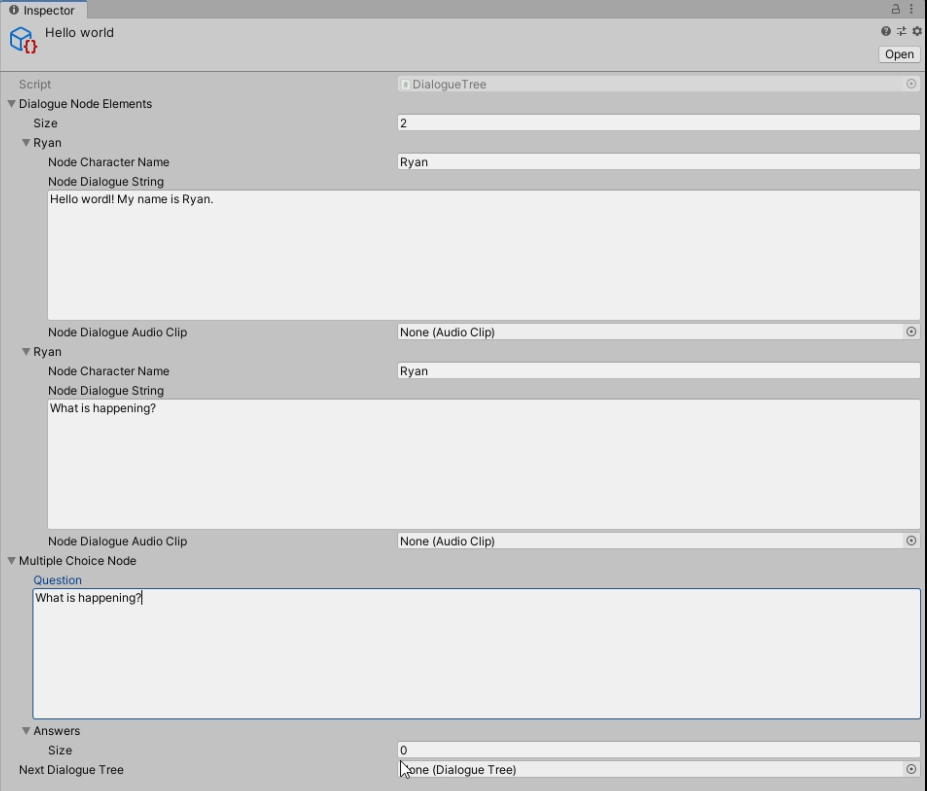 Inspector
Hello world
Open
Script DialogueTree
Dialogue Node Elements
Size 2
Ryan
Node Character Name Ryan
Node Dialogue String
Hello wordl! My name is Ryan.
Node Dialogue Audio Clip None (Audio Clip)
Ryan
Node Character Name Ryan
Node Dialogue String
What is happening?
Node Dialogue Audio Clip None (Audio Clip)
Multiple Choice Node
Question
What is happening?
Answers
Size 0
Next Dialogue Tree None (Dialogue Tree)